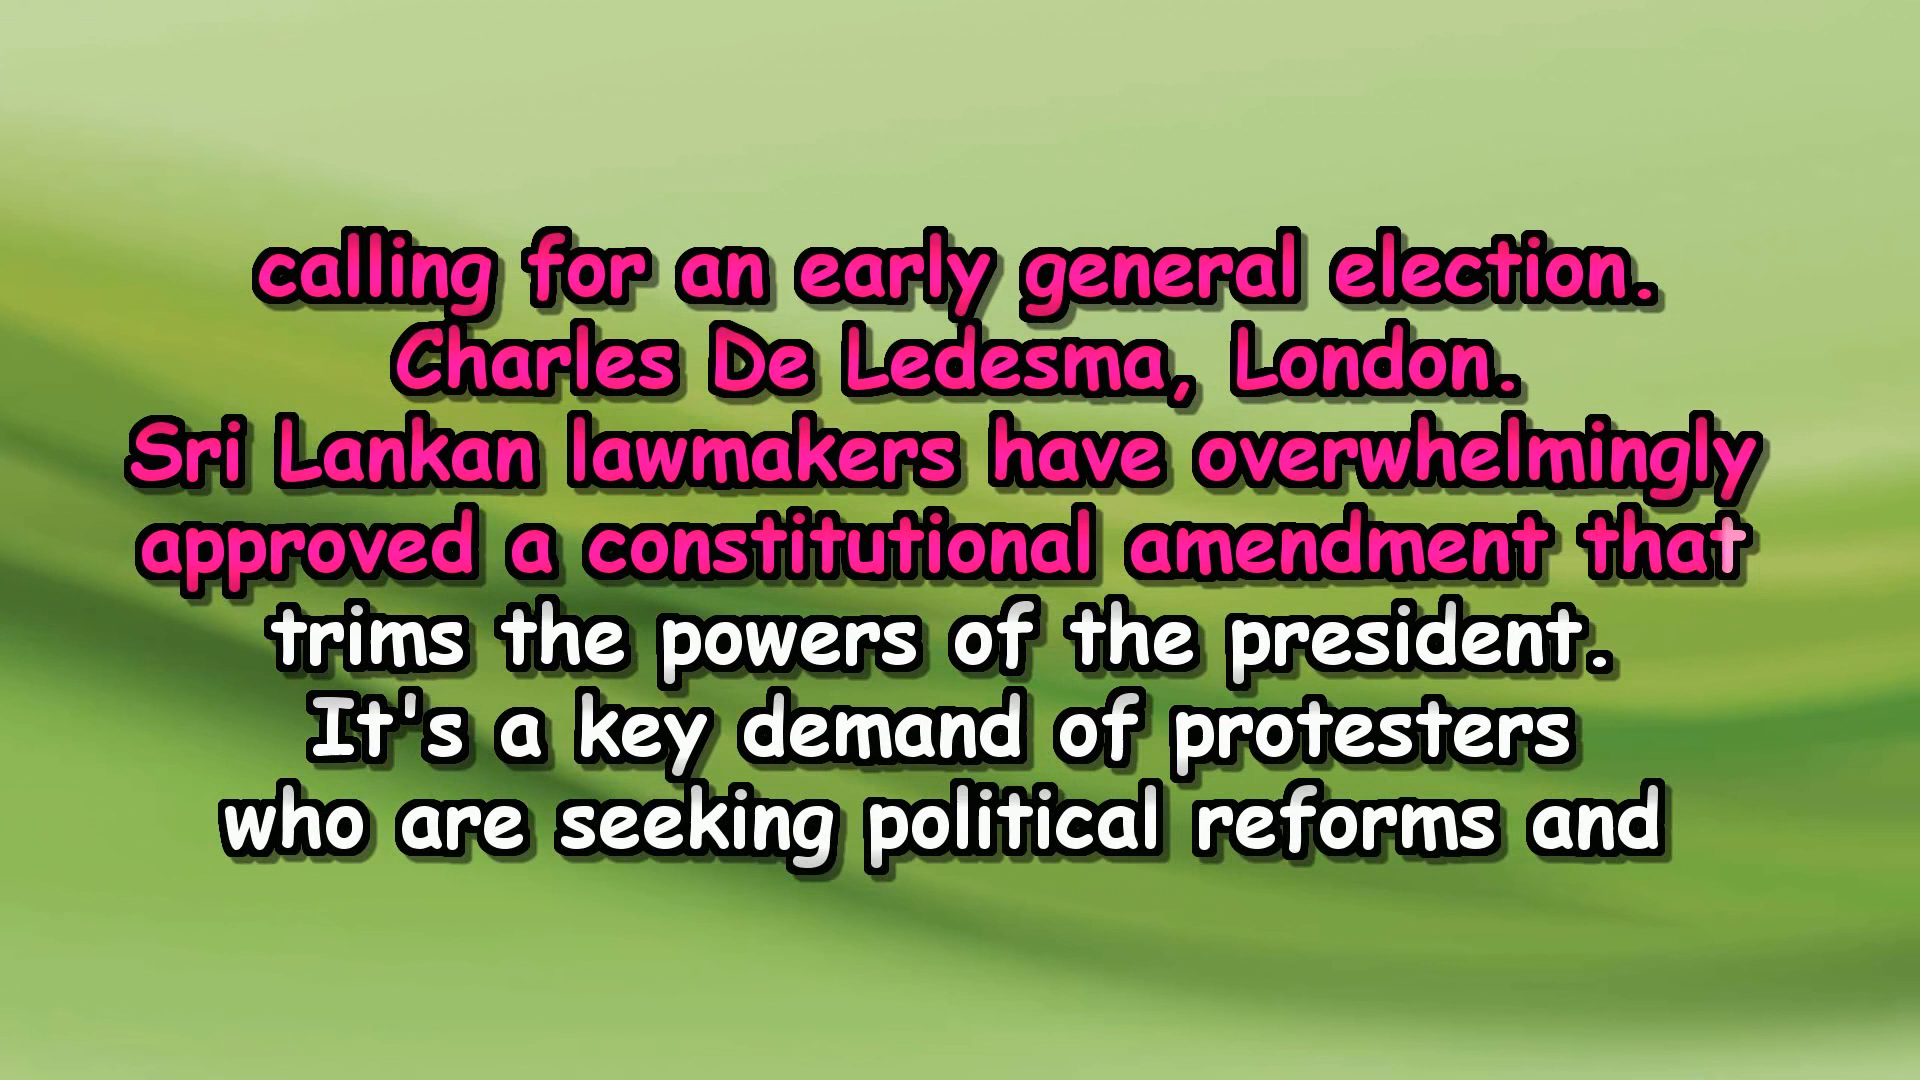 calling for an early general election.
Charles De Ledesma, London.
Sri Lankan lawmakers have overwhelmingly
approved a constitutional amendment that
trims the powers of the president.
It's a key demand of protesters
who are seeking political reforms and